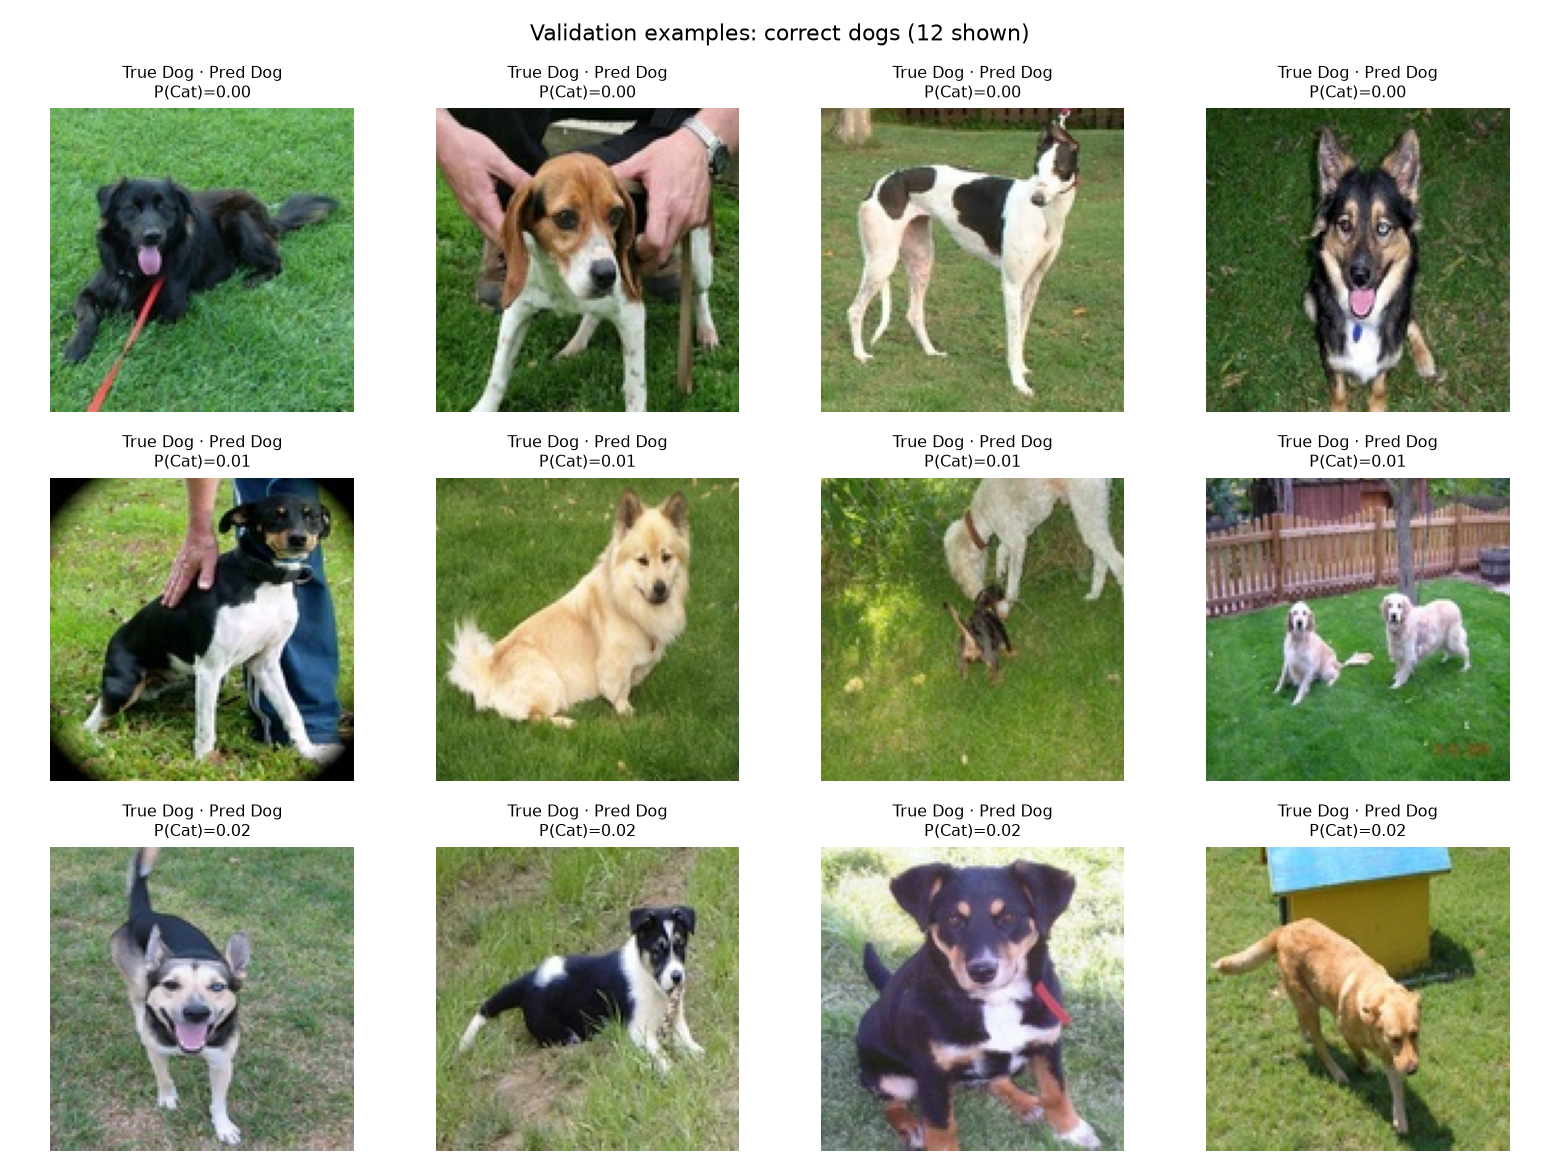 Validation examples: correct dogs (12 shown)
True Dog · Pred Dog
P(Cat)=0.00
True Dog · Pred Dog
P(Cat)=0.00
True Dog · Pred Dog
P(Cat)=0.00
True Dog · Pred Dog
P(Cat)=0.00
True Dog · Pred Dog
P(Cat)=0.01
True Dog · Pred Dog
P(Cat)=0.01
True Dog · Pred Dog
P(Cat)=0.01
True Dog · Pred Dog
P(Cat)=0.01
True Dog · Pred Dog
P(Cat)=0.02
True Dog · Pred Dog
P(Cat)=0.02
True Dog · Pred Dog
P(Cat)=0.02
True Dog · Pred Dog
P(Cat)=0.02